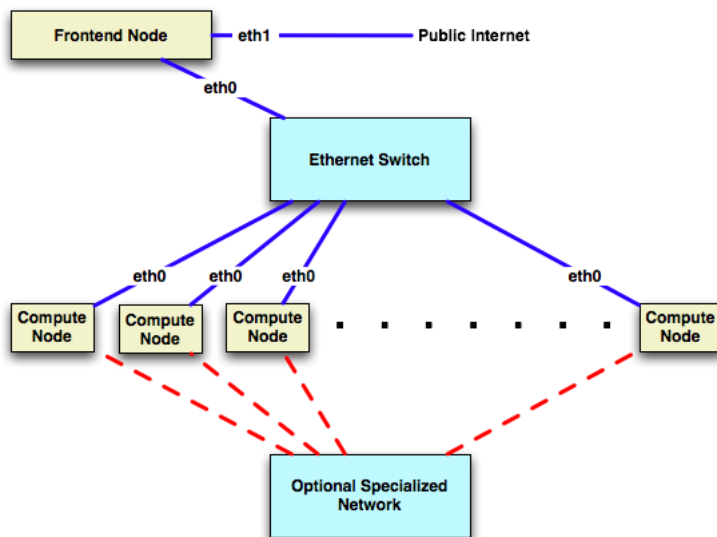 Frontend Node
eth1
Public Internet
eth0
Ethernet Switch
eth0
eth0
eth0
eth0
Compute
Node
Compute
Node
Compute
Node
Compute
Node
Optional Specialized
Network